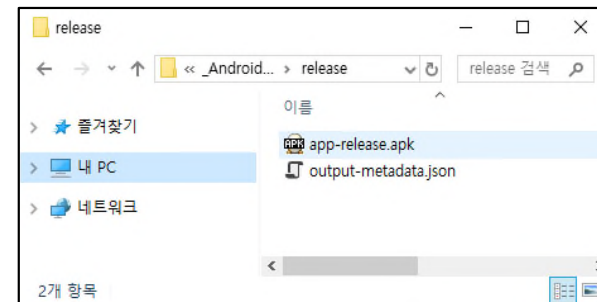 release
« _Android... › release
release 검색
이름
즐겨찾기
app-release.apk
내 PC
output-metadata.json
네트워크
2개 항목